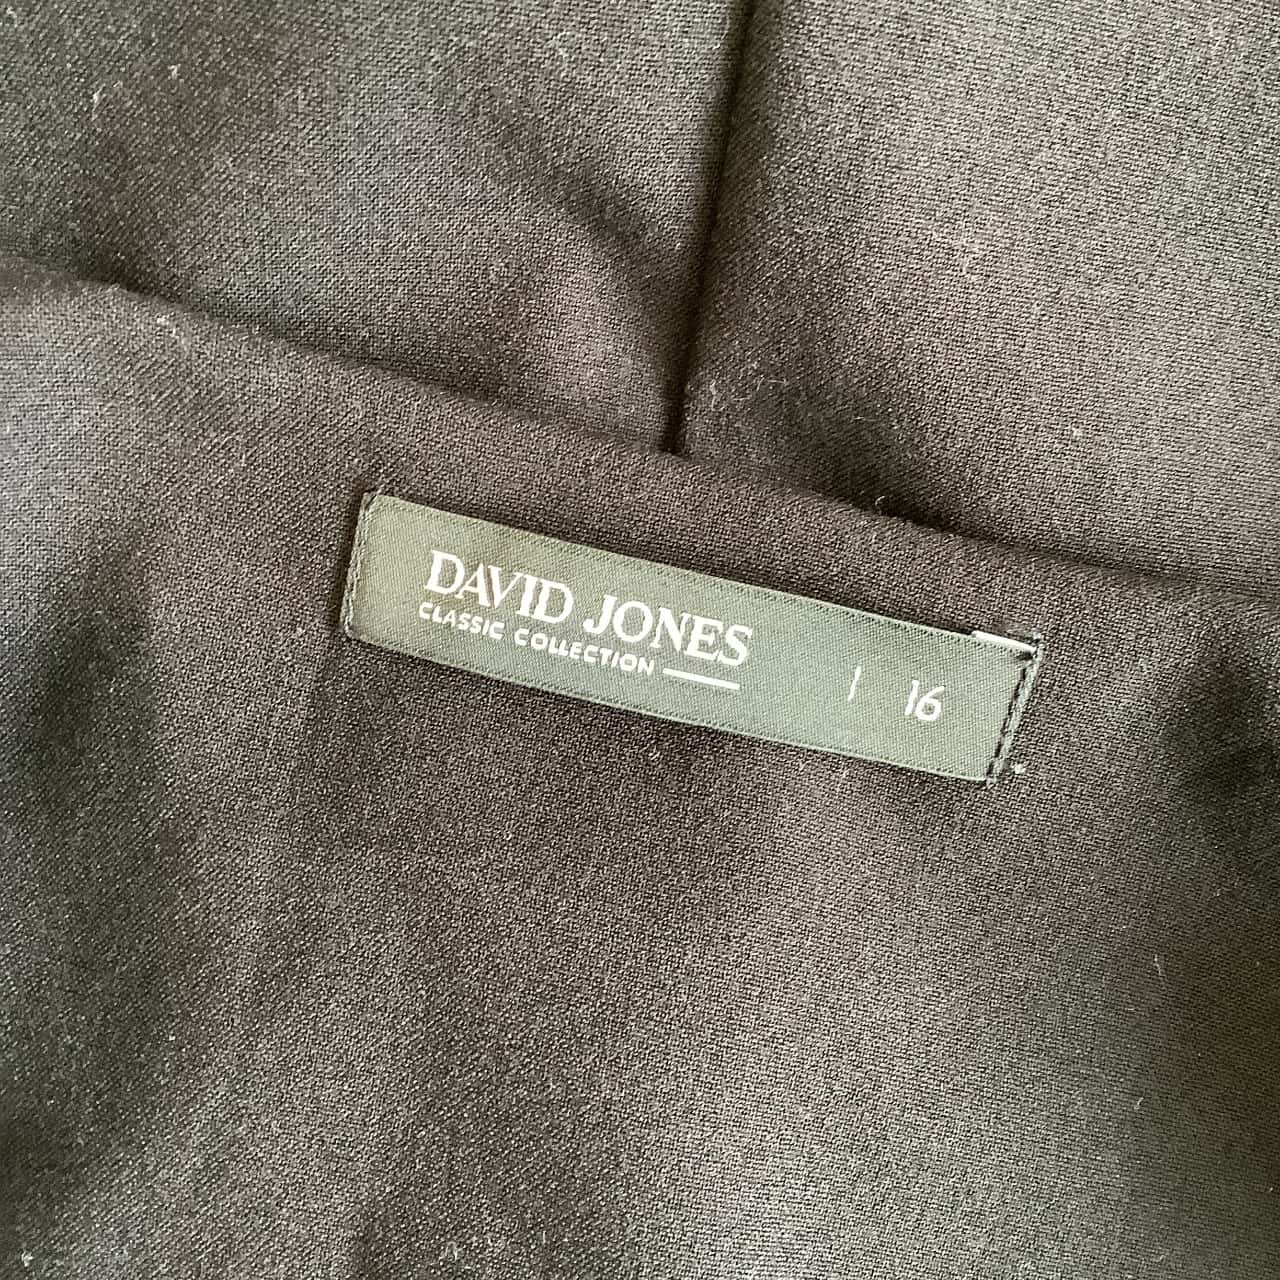 DAVID JONES
CLASSIC COLLECTION
| 16